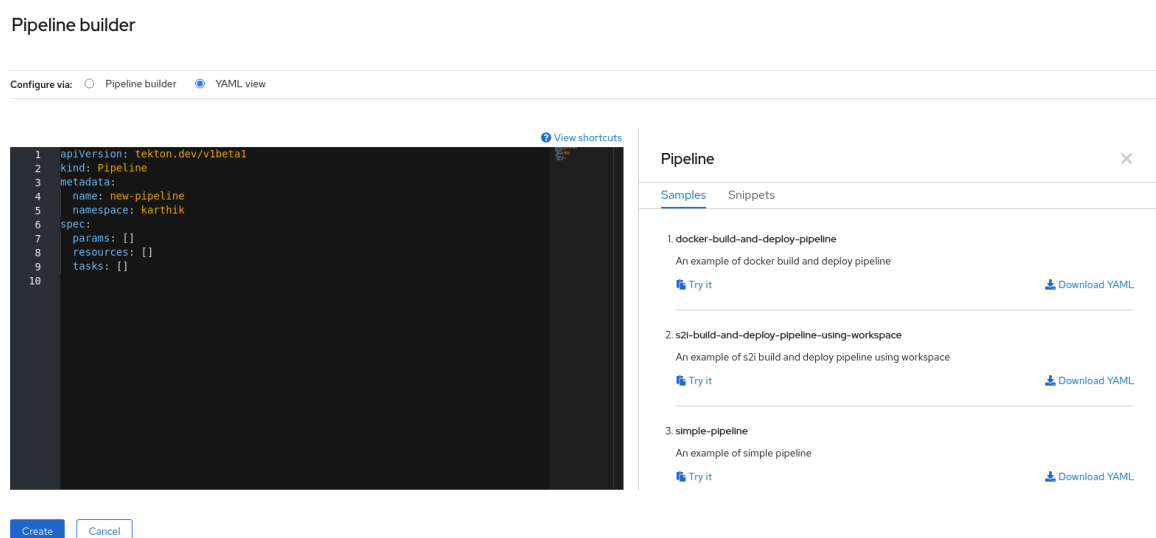 Pipeline builder
Configure via: Pipeline builder YAML view
View shortcuts
1 apiVersion: tekton.dev/v1beta1
2 kind: Pipeline
3 metadata:
4   name: new-pipeline
5   namespace: karthik
6 spec:
7   params: []
8   resources: []
9   tasks: []
10
Create Cancel
Pipeline
Samples Snippets
1. docker-build-and-deploy-pipeline
An example of docker build and deploy pipeline
Try it Download YAML
2. s2i-build-and-deploy-pipeline-using-workspace
An example of s2i build and deploy pipeline using workspace
Try it Download YAML
3. simple-pipeline
An example of simple pipeline
Try it Download YAML